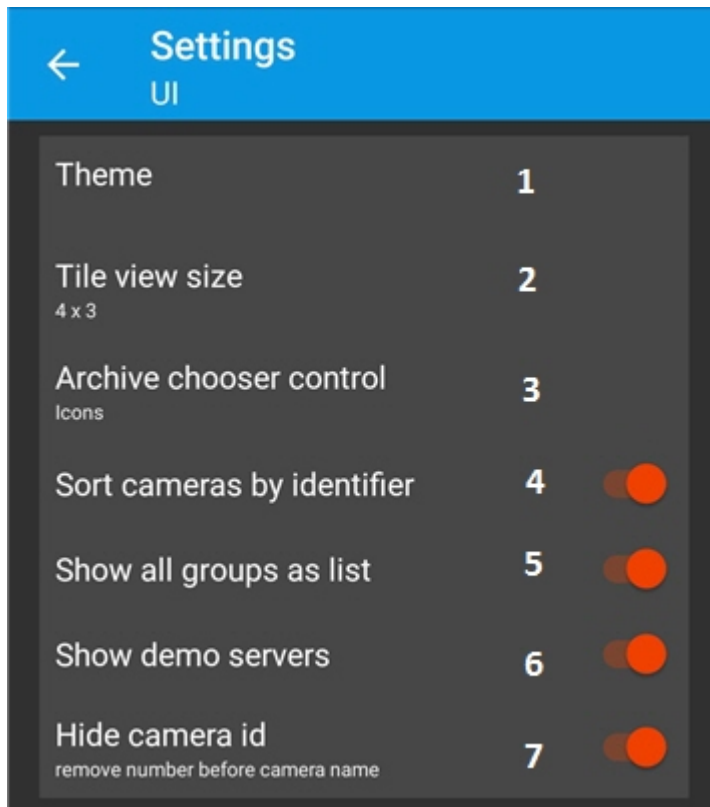 Settings
UI
Theme 1
Tile view size 2
4 x 3
Archive chooser control 3
Icons
Sort cameras by identifier 4
Show all groups as list 5
Show demo servers 6
Hide camera id 7
remove number before camera name